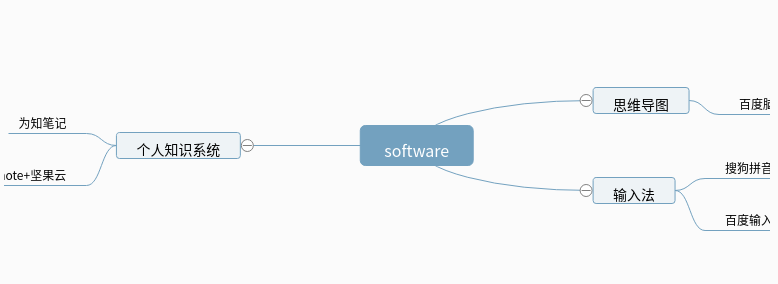 为知笔记
个人知识系统
note+坚果云
software
思维导图
百度脑
输入法
搜狗拼音
百度输入